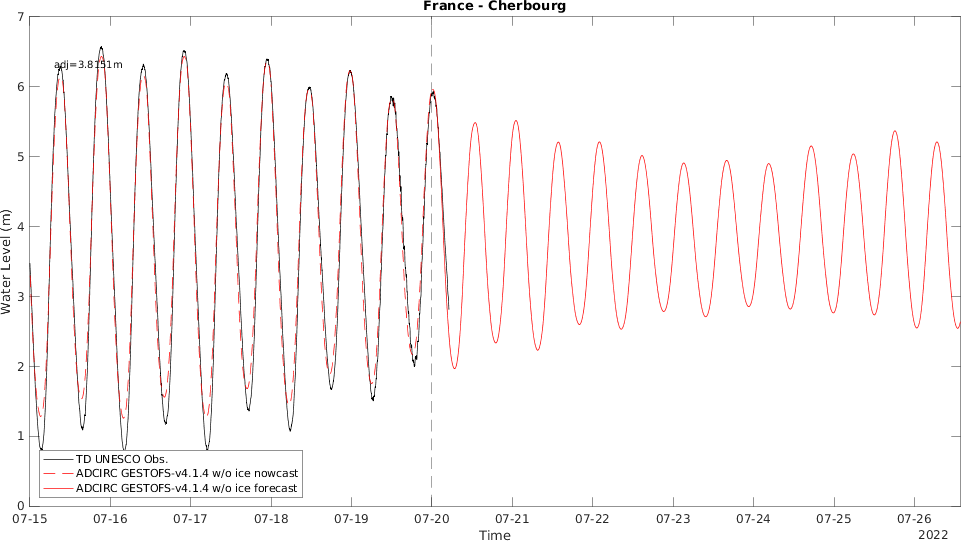 France - Cherbourg
7
6
5
4
3
2
1
0
Water Level (m)
adj=3.8151m
TD UNESCO Obs.
ADCIRC GESTOFS-v4.1.4 w/o ice nowcast
ADCIRC GESTOFS-v4.1.4 w/o ice forecast
07-15 07-16 07-17 07-18 07-19 07-20 07-21 07-22 07-23 07-24 07-25 07-26
Time
2022